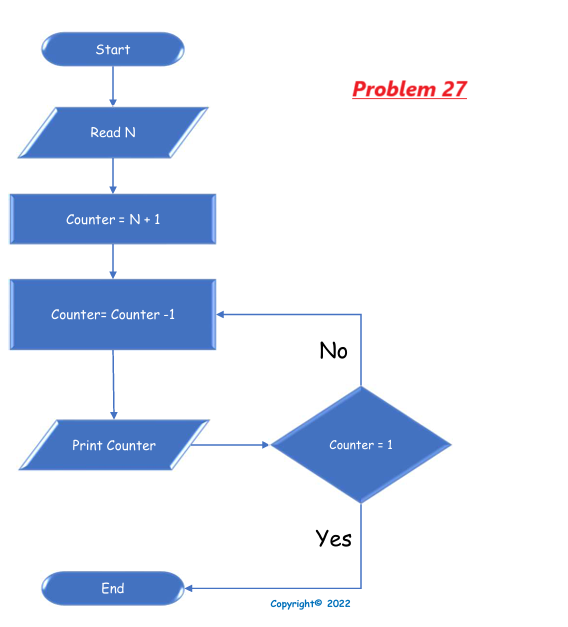 Start
Problem 27
Read N
Counter = N + 1
Counter= Counter -1
No
Print Counter
Counter = 1
Yes
End
Copyright© 2022